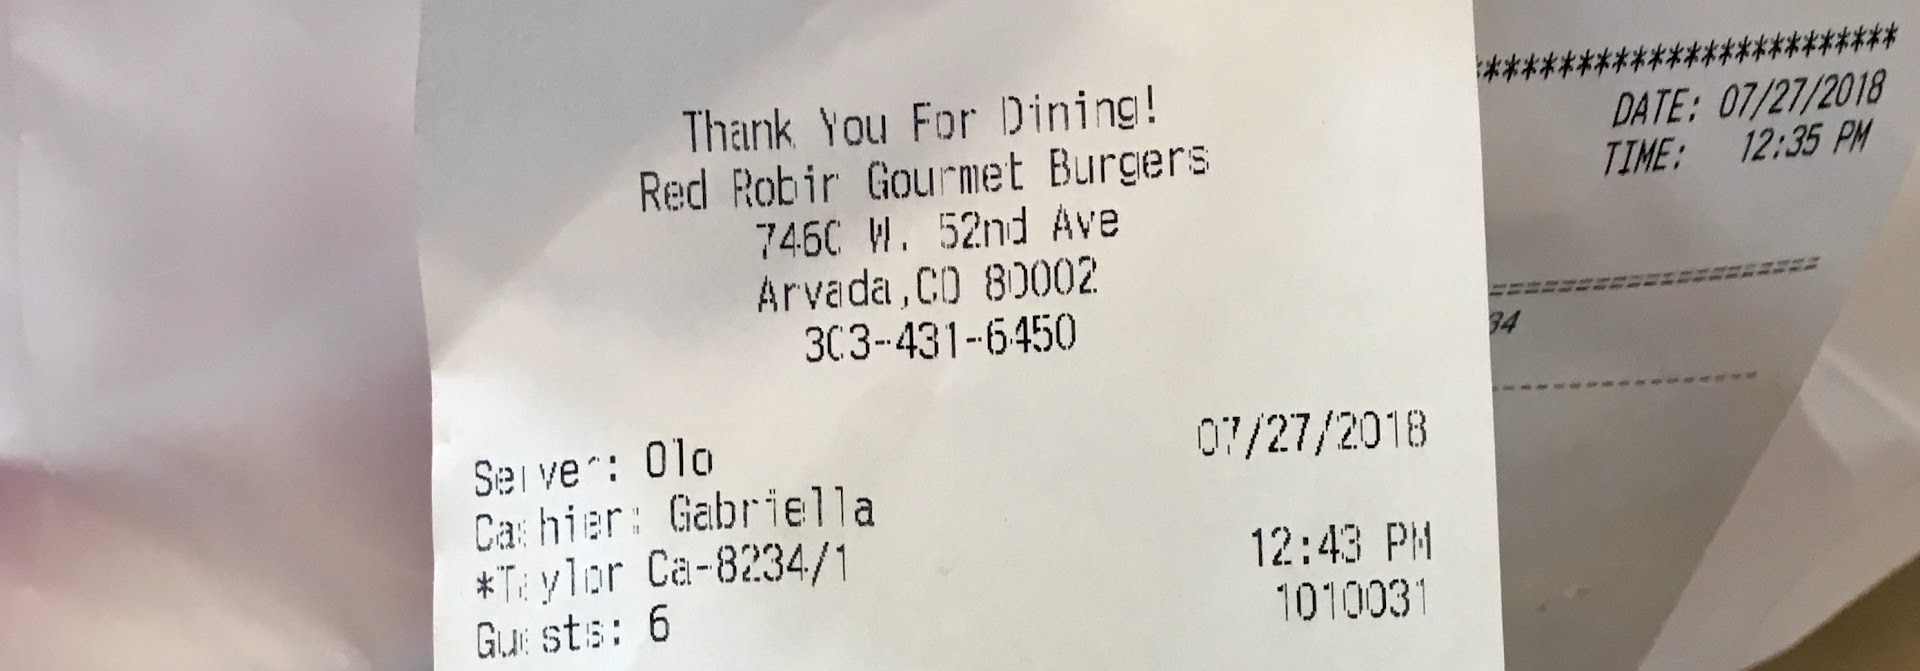 Thank You For Dining!
Red Robin Gourmet Burgers
7460 W. 52nd Ave
Arvada,CO 80002
303-431-6450
Server: Olo
07/27/2018
Cashier: Gabriella
*Taylor Ca-8234/1
12:43 PM
Guests: 6
1010031
************************
DATE: 07/27/2018
TIME: 12:35 PM
34